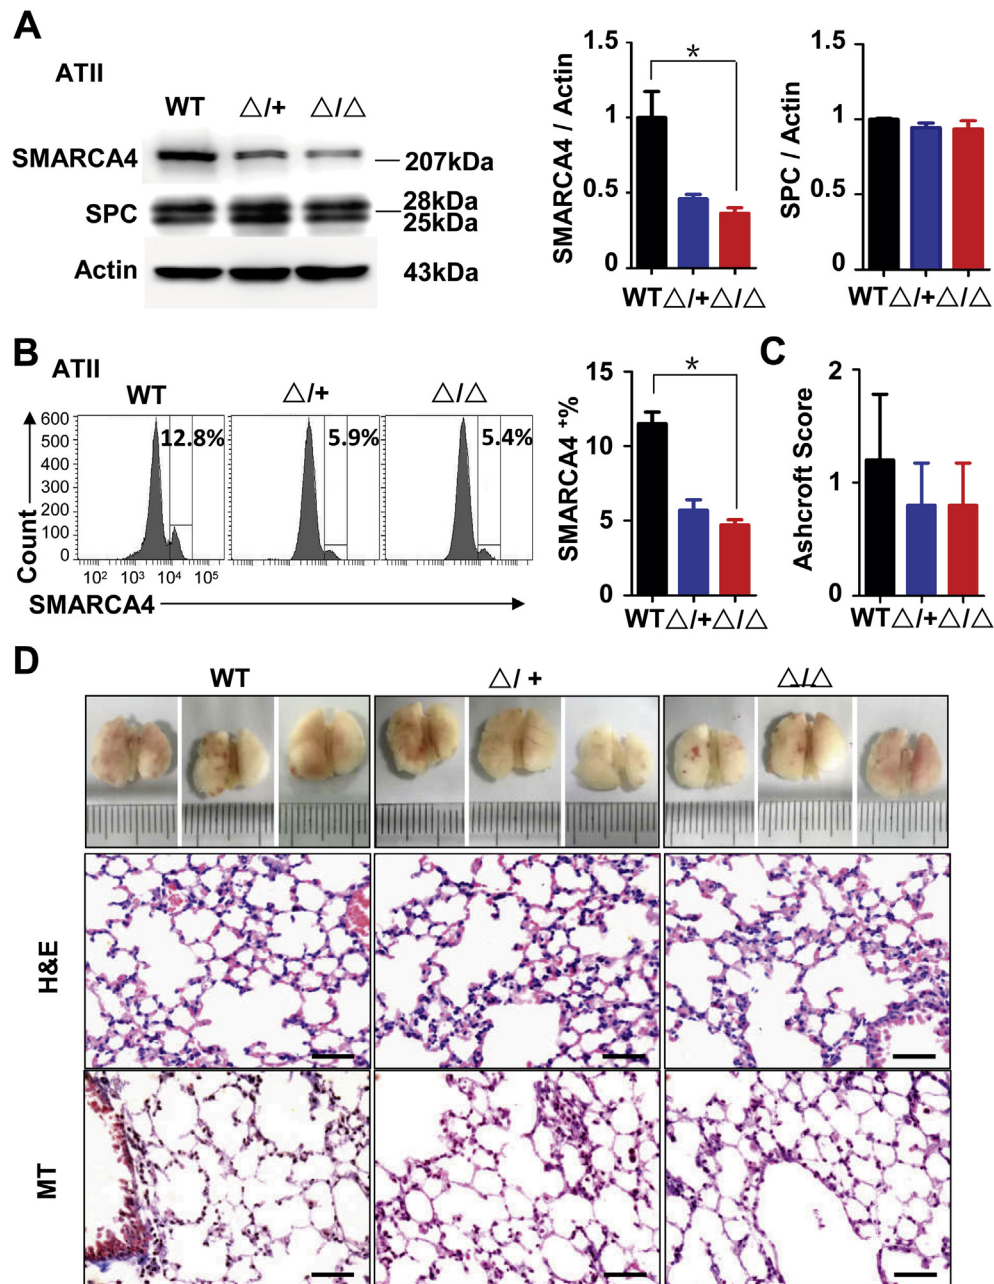 A
ATII
WT △/+ △/△
SMARCA4 207kDa
SPC 28kDa
25kDa
Actin 43kDa
SMARCA4 / Actin
1.5
*
1
0.5
0
WT △/+ △/△
SPC / Actin
1.5
1
0.5
0
WT △/+ △/△
B
ATII
WT △/+ △/△
Count
600
500
400
300
200
100
0
12.8% 5.9% 5.4%
10² 10³ 10⁴ 10⁵
SMARCA4
SMARCA4 ⁺%
15
*
10
5
0
WT △/+ △/△
C
Ashcroft Score
2
1
0
WT △/+ △/△
D
WT △/ + △/△
H&E
MT